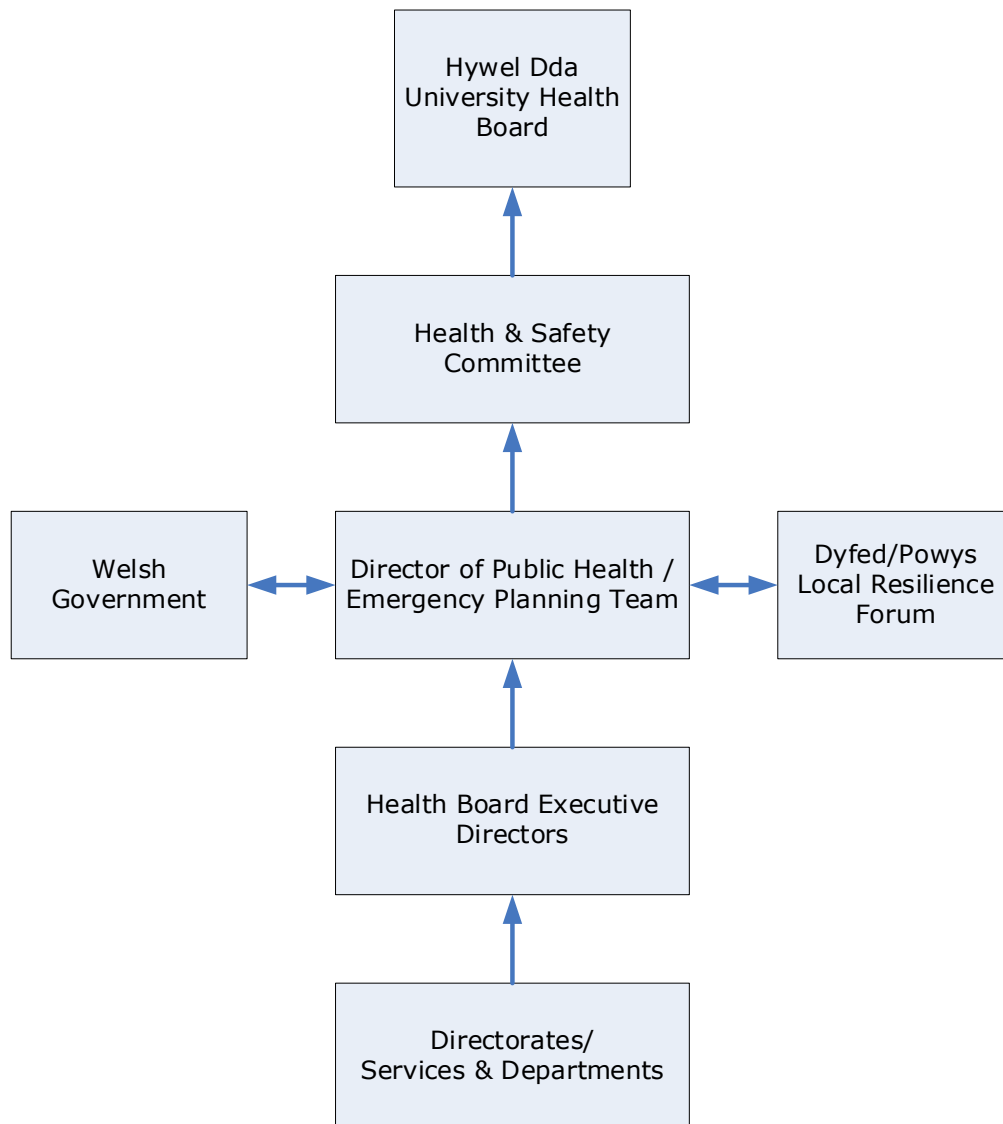 Hywel Dda
University Health
Board
Health & Safety
Committee
Welsh
Government
Director of Public Health /
Emergency Planning Team
Dyfed/Powys
Local Resilience
Forum
Health Board Executive
Directors
Directorates/
Services & Departments